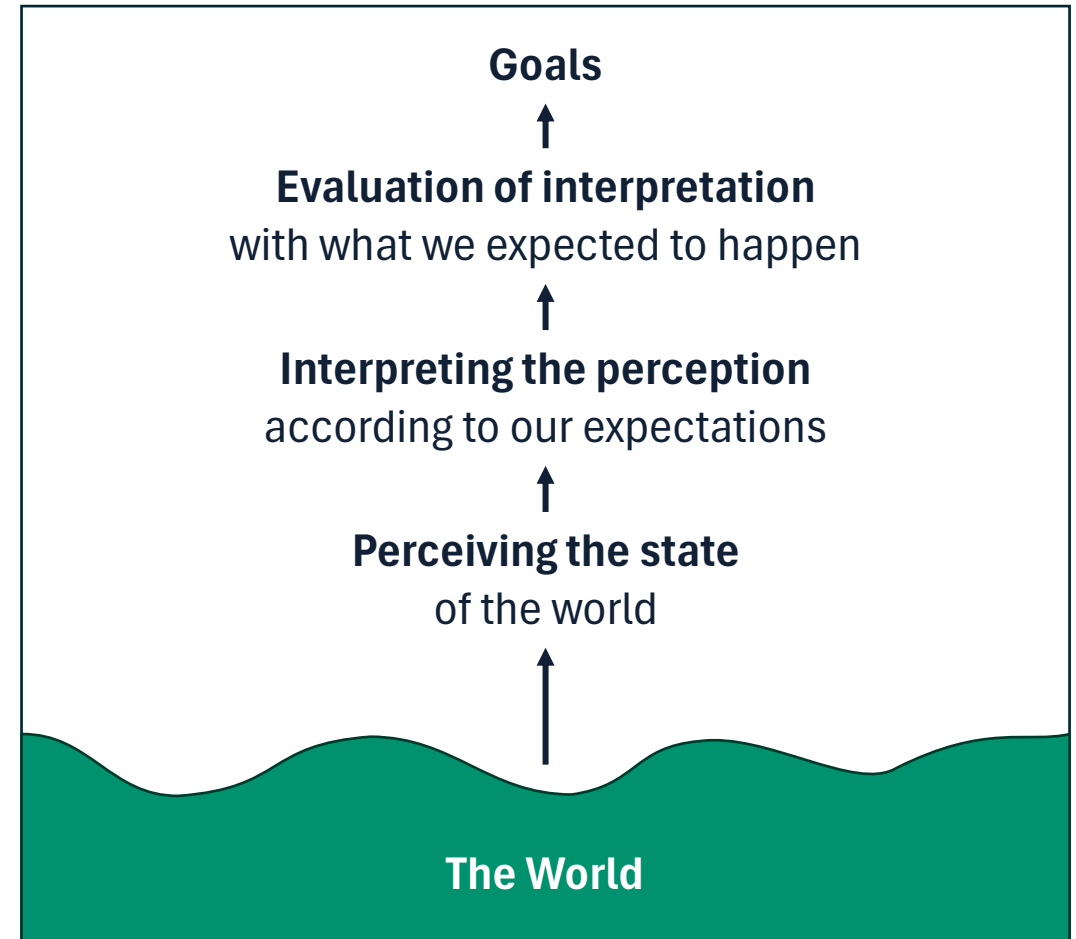 Goals
Evaluation of interpretation
with what we expected to happen
Interpreting the perception
according to our expectations
Perceiving the state
of the world
The World